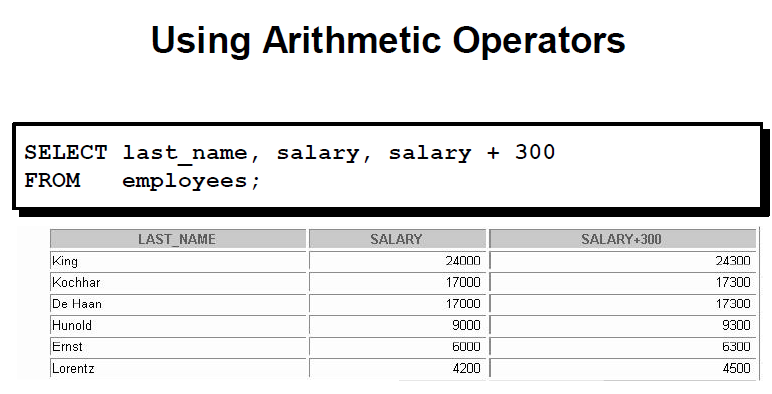 Using Arithmetic Operators
SELECT last_name, salary, salary + 300
FROM employees;
LAST_NAME SALARY SALARY+300
King 24000 24300
Kochhar 17000 17300
De Haan 17000 17300
Hunold 9000 9300
Ernst 6000 6300
Lorentz 4200 4500